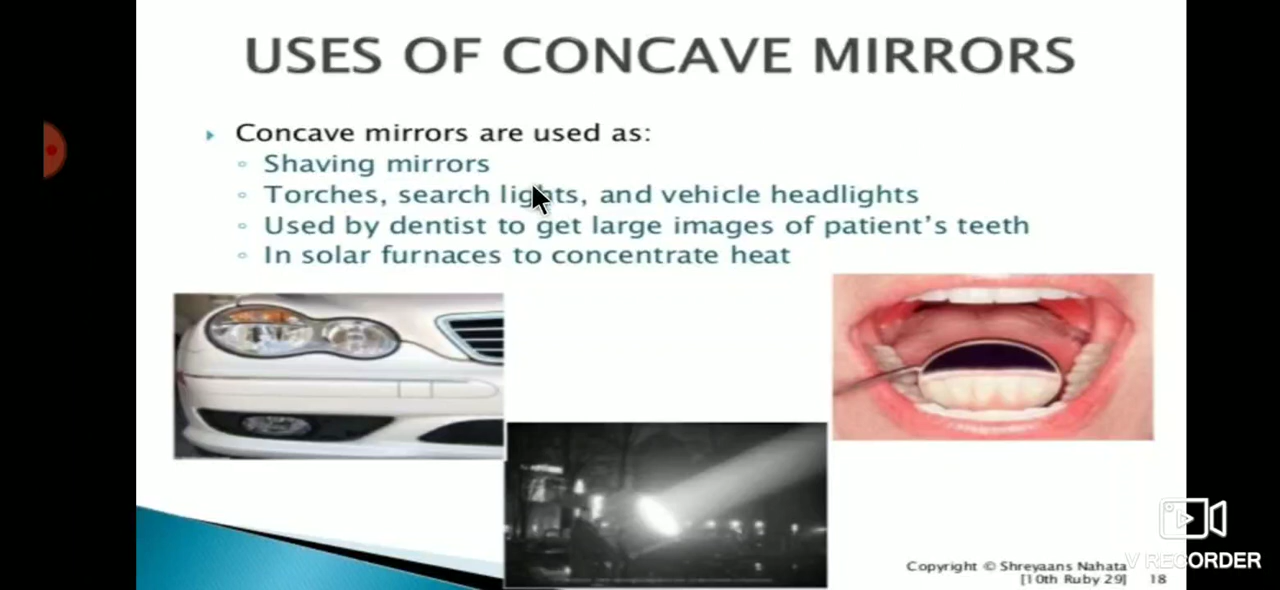 USES OF CONCAVE MIRRORS
Concave mirrors are used as:
Shaving mirrors
Torches, search lights, and vehicle headlights
Used by dentist to get large images of patient's teeth
In solar furnaces to concentrate heat
Copyright © Shreyaans Nahata
[10th Ruby 29] 18
V RECORDER